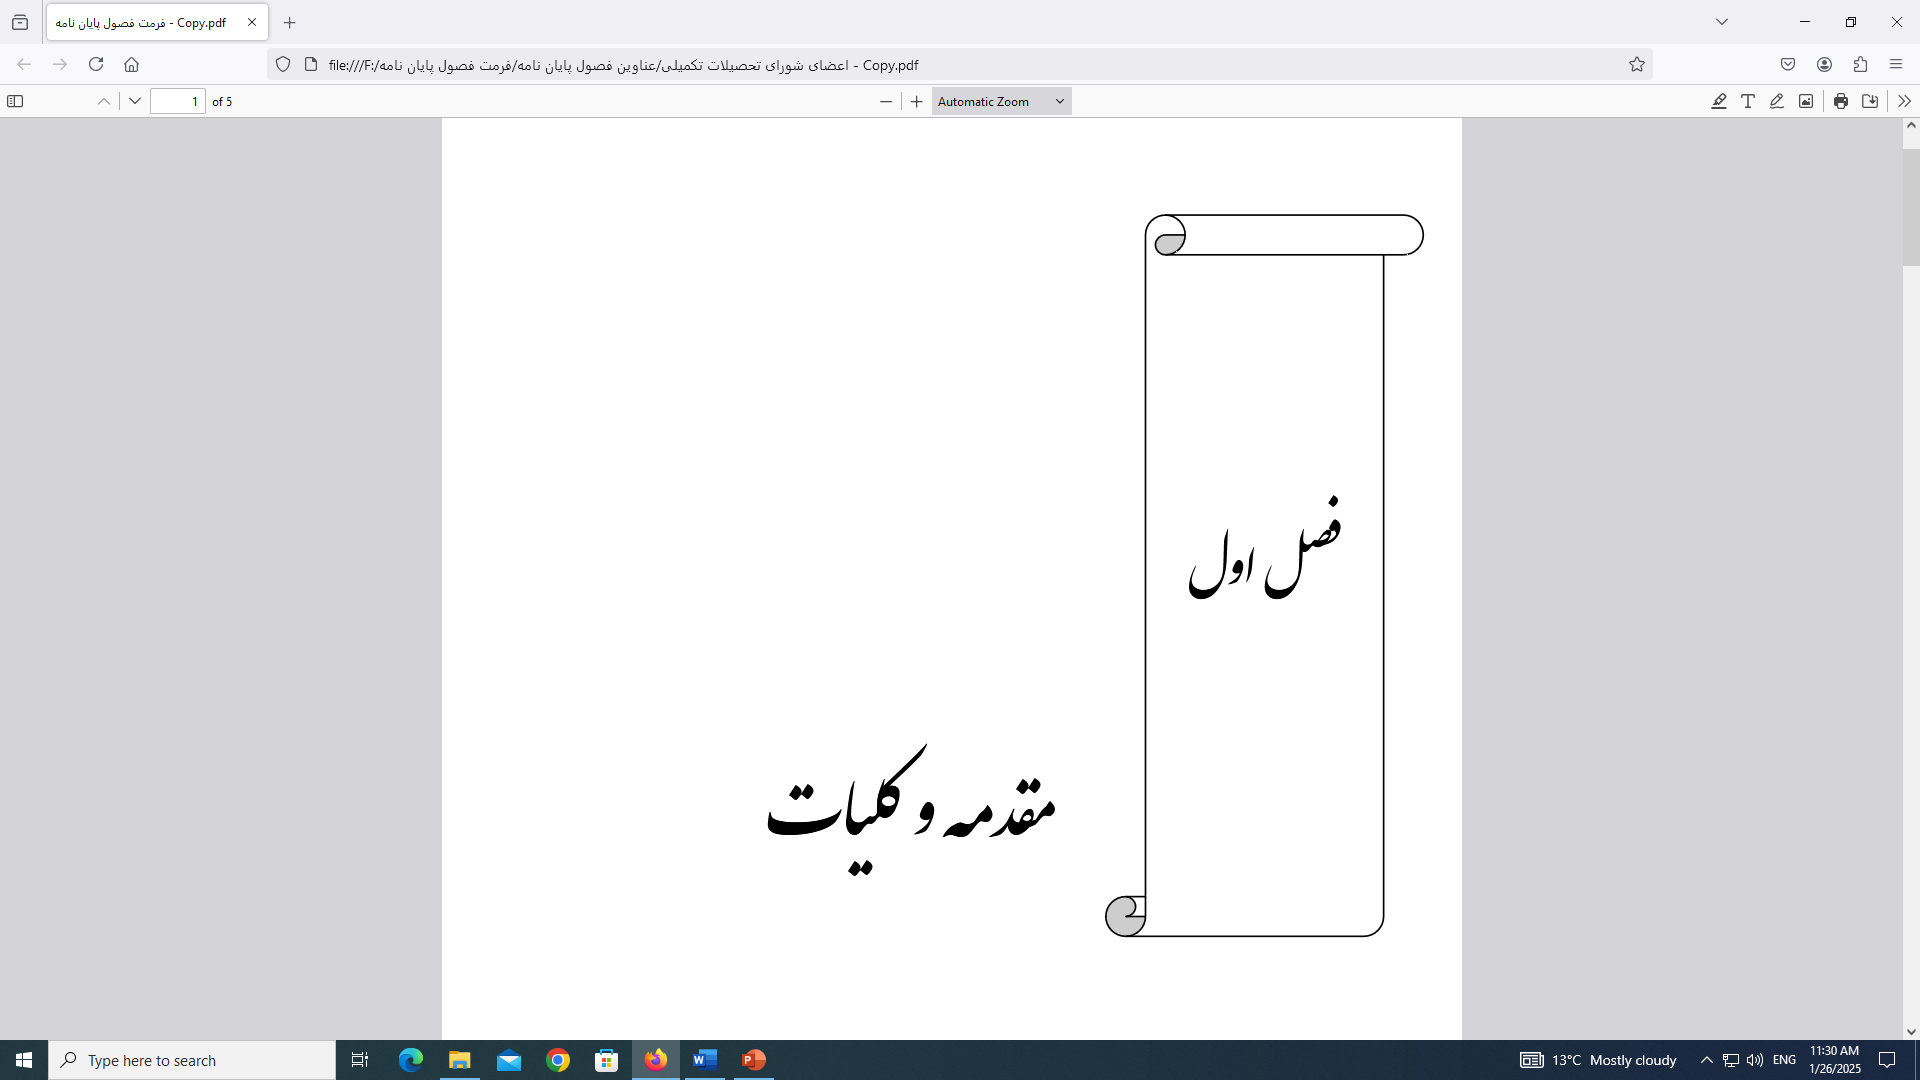 فرمت فصول پایان نامه - Copy.pdf
file:///F:/اعضای شورای تحصیلات تکمیلی/عناوین فصول پایان نامه/فرمت فصول پایان نامه - Copy.pdf
1 of 5
Automatic Zoom
فصل اول
مقدمه و کلیات
Type here to search
13°C Mostly cloudy
ENG
11:30 AM
1/26/2025